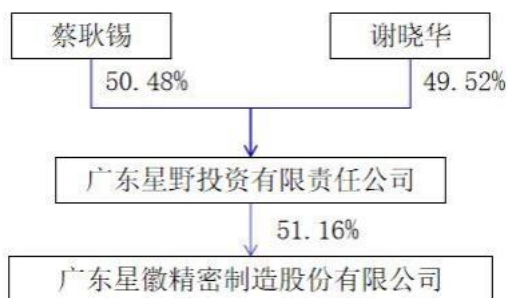 蔡耿锡
谢晓华
50.48%
49.52%
广东星野投资有限责任公司
51.16%
广东星徽精密制造股份有限公司